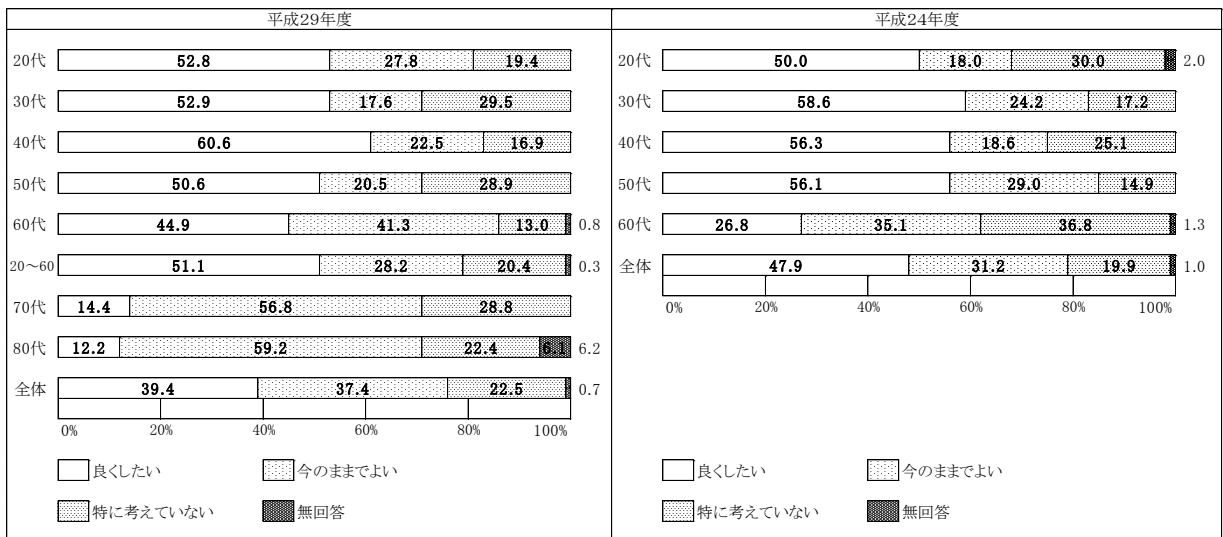 平成29年度
20代 52.8 27.8 19.4
30代 52.9 17.6 29.5
40代 60.6 22.5 16.9
50代 50.6 20.5 28.9
60代 44.9 41.3 13.0 0.8
20～60 51.1 28.2 20.4 0.3
70代 14.4 56.8 28.8
80代 12.2 59.2 22.4 6.1 6.2
全体 39.4 37.4 22.5 0.7
0% 20% 40% 60% 80% 100%
良くしたい 今のままでよい
特に考えていない 無回答
平成24年度
20代 50.0 18.0 30.0 2.0
30代 58.6 24.2 17.2
40代 56.3 18.6 25.1
50代 56.1 29.0 14.9
60代 26.8 35.1 36.8 1.3
全体 47.9 31.2 19.9 1.0
0% 20% 40% 60% 80% 100%
良くしたい 今のままでよい
特に考えていない 無回答